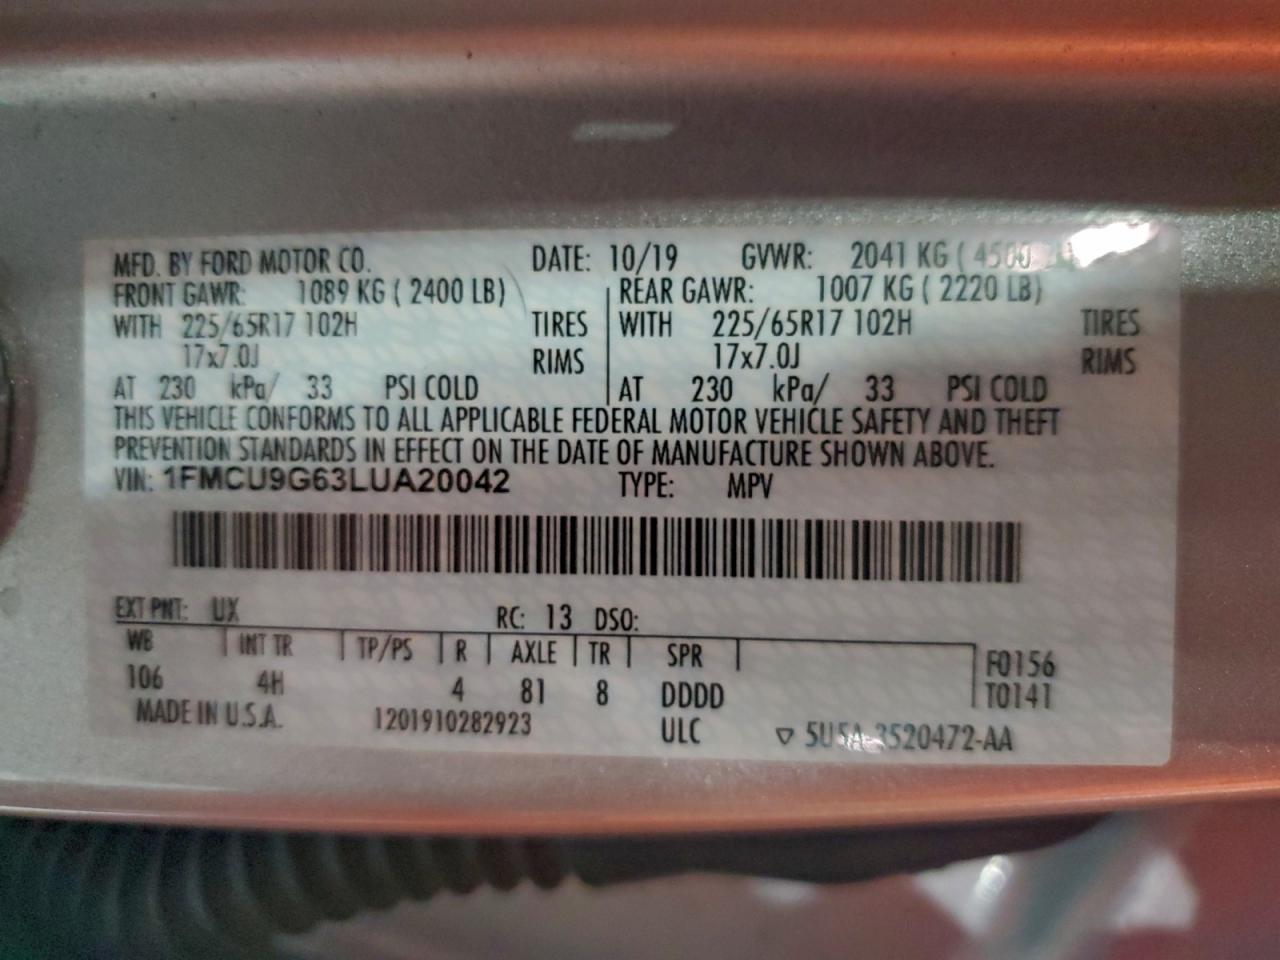 MFD. BY FORD MOTOR CO. DATE: 10/19 GVWR: 2041 KG ( 4500
FRONT GAWR: 1089 KG ( 2400 LB) REAR GAWR: 1007 KG ( 2220 LB)
WITH 225/65R17 102H TIRES WITH 225/65R17 102H TIRES
17x7.0J RIMS 17x7.0J RIMS
AT 230 kPa/ 33 PSI COLD AT 230 kPa/ 33 PSI COLD
THIS VEHICLE CONFORMS TO ALL APPLICABLE FEDERAL MOTOR VEHICLE SAFETY AND THEFT
PREVENTION STANDARDS IN EFFECT ON THE DATE OF MANUFACTURE SHOWN ABOVE.
VIN: 1FMCU9G63LUA20042 TYPE: MPV
EXT PNT: UX RC: 13 DSO:
WB INT TR TP/PS R AXLE TR SPR F0156
106 4H 4 81 8 DDDD T0141
MADE IN U.S.A. 1201910282923 ULC ▽